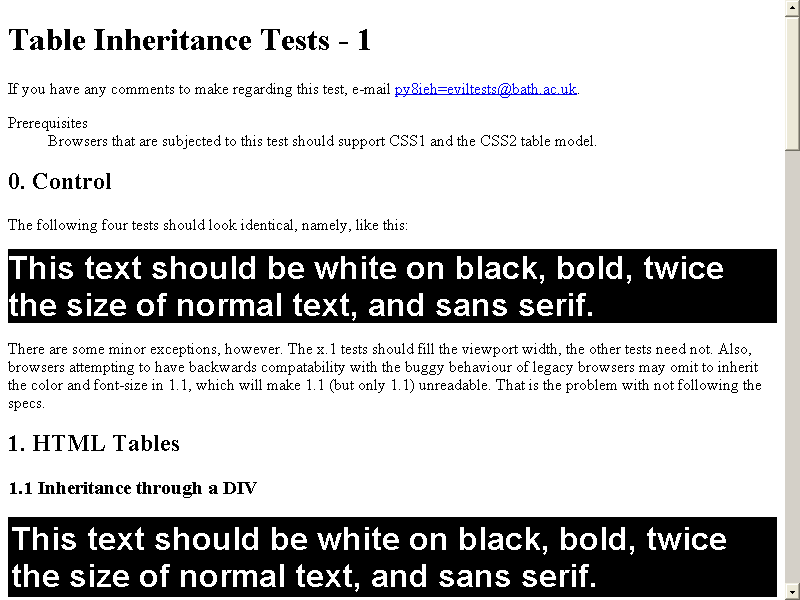 Table Inheritance Tests - 1
If you have any comments to make regarding this test, e-mail py8ieh=eviltests@bath.ac.uk.
Prerequisites
Browsers that are subjected to this test should support CSS1 and the CSS2 table model.
0. Control
The following four tests should look identical, namely, like this:
This text should be white on black, bold, twice
the size of normal text, and sans serif.
There are some minor exceptions, however. The x.1 tests should fill the viewport width, the other tests need not. Also,
browsers attempting to have backwards compatability with the buggy behaviour of legacy browsers may omit to inherit
the color and font-size in 1.1, which will make 1.1 (but only 1.1) unreadable. That is the problem with not following the
specs.
1. HTML Tables
1.1 Inheritance through a DIV
This text should be white on black, bold, twice
the size of normal text, and sans serif.